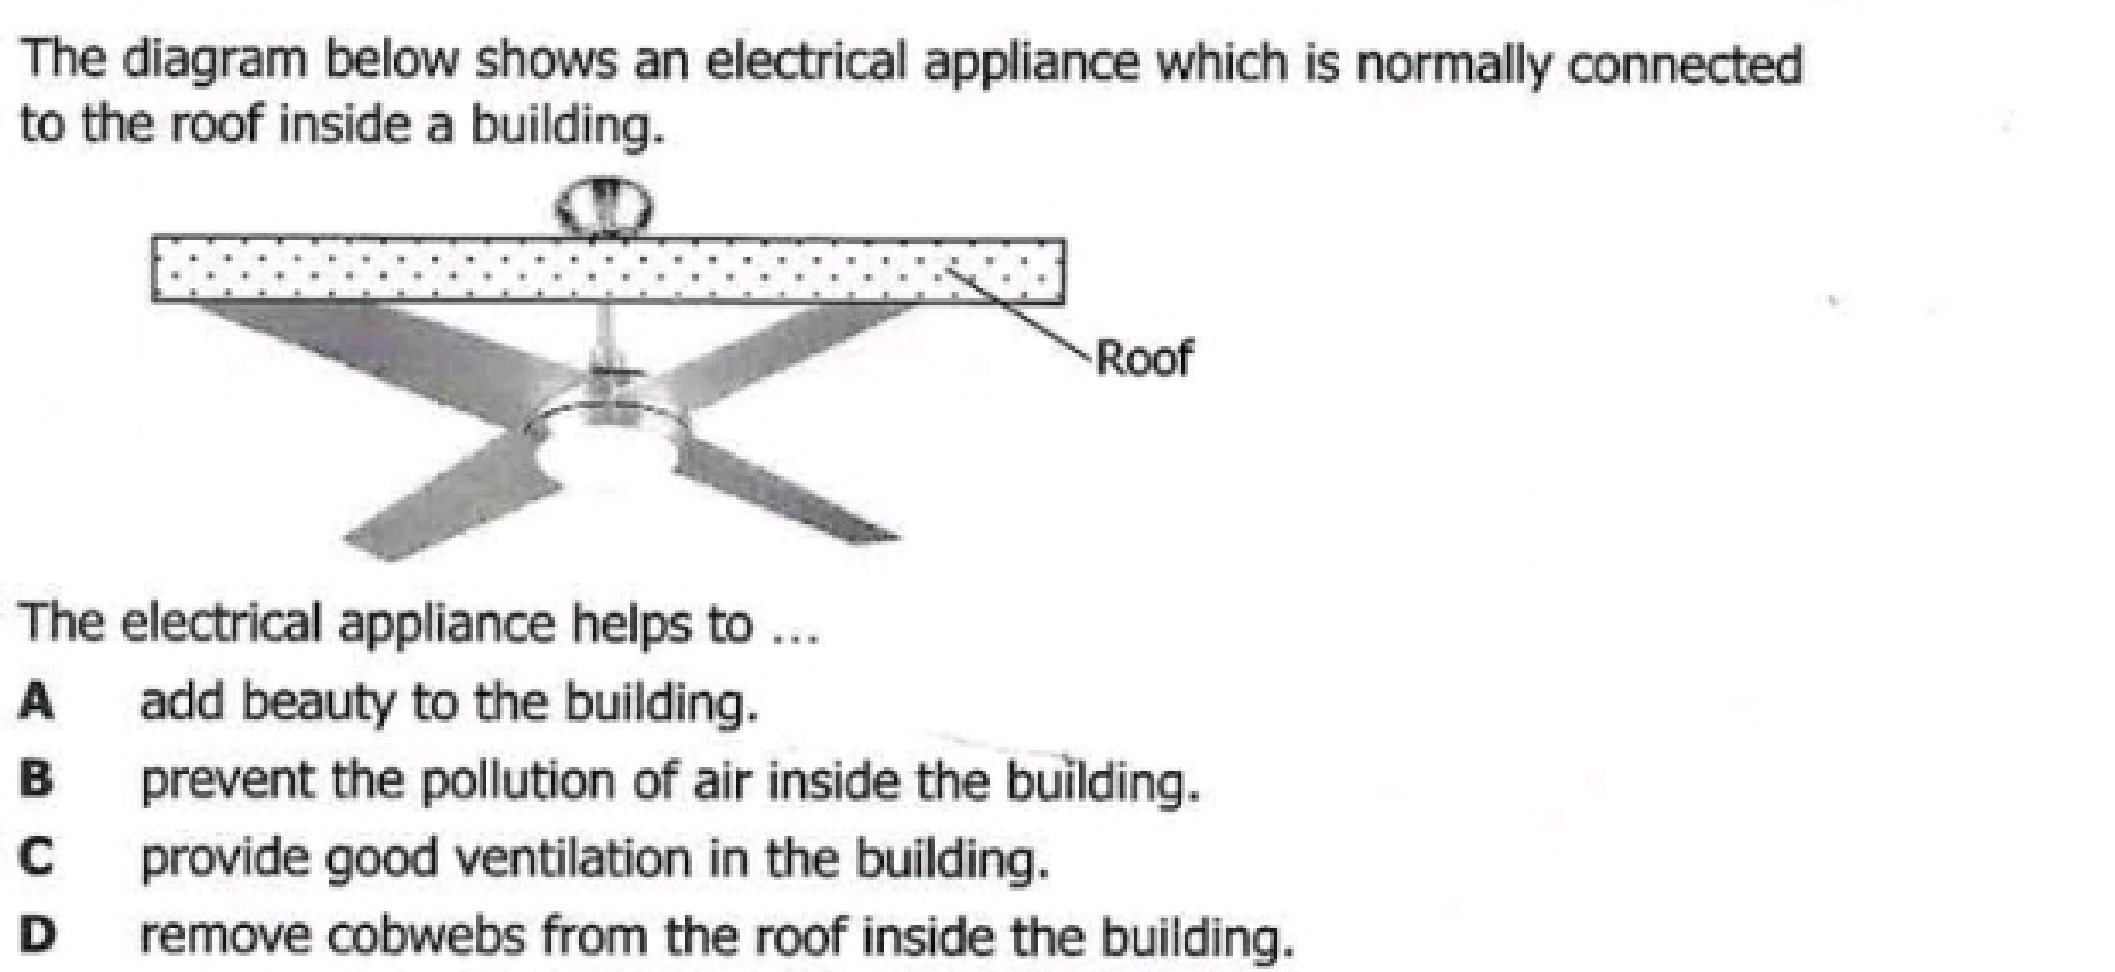 The diagram below shows an electrical appliance which is normally connected
to the roof inside a building.
Roof
The electrical appliance helps to ...
A add beauty to the building.
B prevent the pollution of air inside the building.
C provide good ventilation in the building.
D remove cobwebs from the roof inside the building.